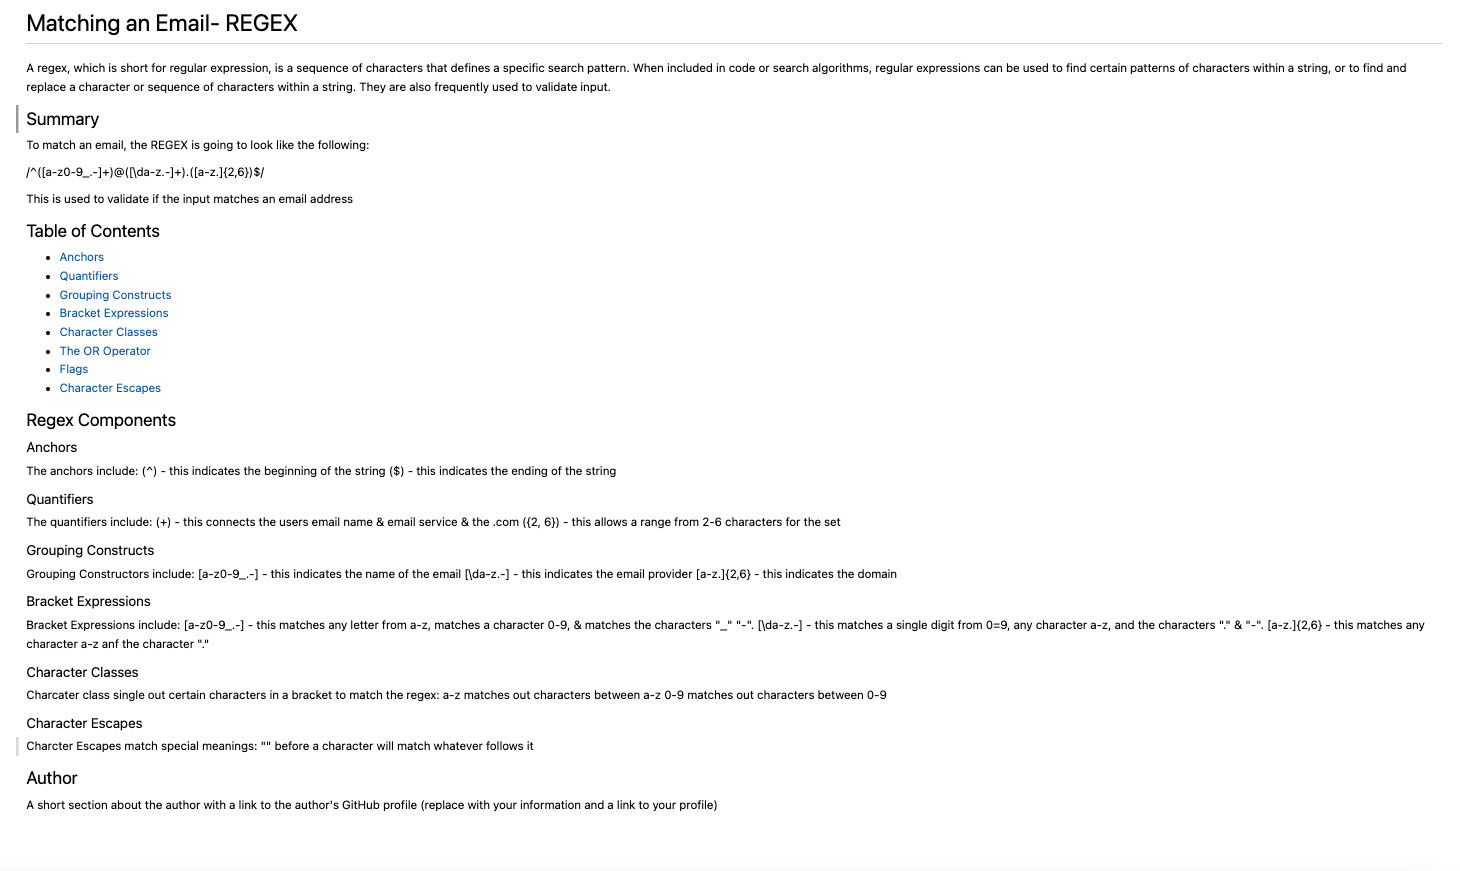 Matching an Email- REGEX
A regex, which is short for regular expression, is a sequence of characters that defines a specific search pattern. When included in code or search algorithms, regular expressions can be used to find certain patterns of characters within a string, or to find and
replace a character or sequence of characters within a string. They are also frequently used to validate input.
Summary
To match an email, the REGEX is going to look like the following:
/^([a-z0-9_.-]+)@([\da-z.-]+).([a-z.]{2,6})$/
This is used to validate if the input matches an email address
Table of Contents
• Anchors
• Quantifiers
• Grouping Constructs
• Bracket Expressions
• Character Classes
• The OR Operator
• Flags
• Character Escapes
Regex Components
Anchors
The anchors include: (^) - this indicates the beginning of the string ($) - this indicates the ending of the string
Quantifiers
The quantifiers include: (+) - this connects the users email name & email service & the .com ({2, 6}) - this allows a range from 2-6 characters for the set
Grouping Constructs
Grouping Constructors include: [a-z0-9_.-] - this indicates the name of the email [\da-z.-] - this indicates the email provider [a-z.]{2,6} - this indicates the domain
Bracket Expressions
Bracket Expressions include: [a-z0-9_.-] - this matches any letter from a-z, matches a character 0-9, & matches the characters "_" "-". [\da-z.-] - this matches a single digit from 0=9, any character a-z, and the characters "." & "-". [a-z.]{2,6} - this matches any
character a-z anf the character "."
Character Classes
Charcater class single out certain characters in a bracket to match the regex: a-z matches out characters between a-z 0-9 matches out characters between 0-9
Character Escapes
Charcter Escapes match special meanings: "" before a character will match whatever follows it
Author
A short section about the author with a link to the author's GitHub profile (replace with your information and a link to your profile)